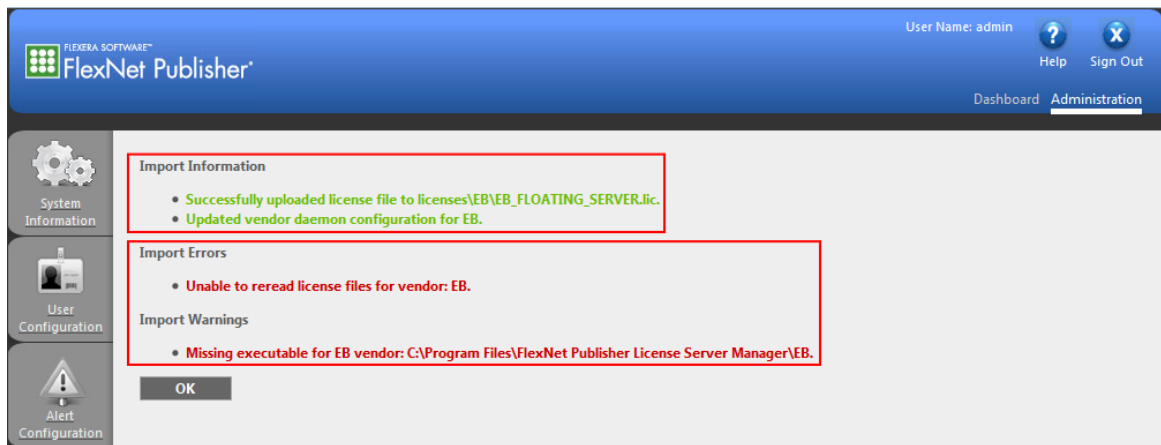 User Name: admin
FLEXERA SOFTWARE™
FlexNet Publisher·
Help
Sign Out
Dashboard
Administration
System
Information
User
Configuration
Alert
Configuration
Import Information
• Successfully uploaded license file to licenses\EB\EB_FLOATING_SERVER.lic.
• Updated vendor daemon configuration for EB.
Import Errors
• Unable to reread license files for vendor: EB.
Import Warnings
• Missing executable for EB vendor: C:\Program Files\FlexNet Publisher License Server Manager\EB.
OK